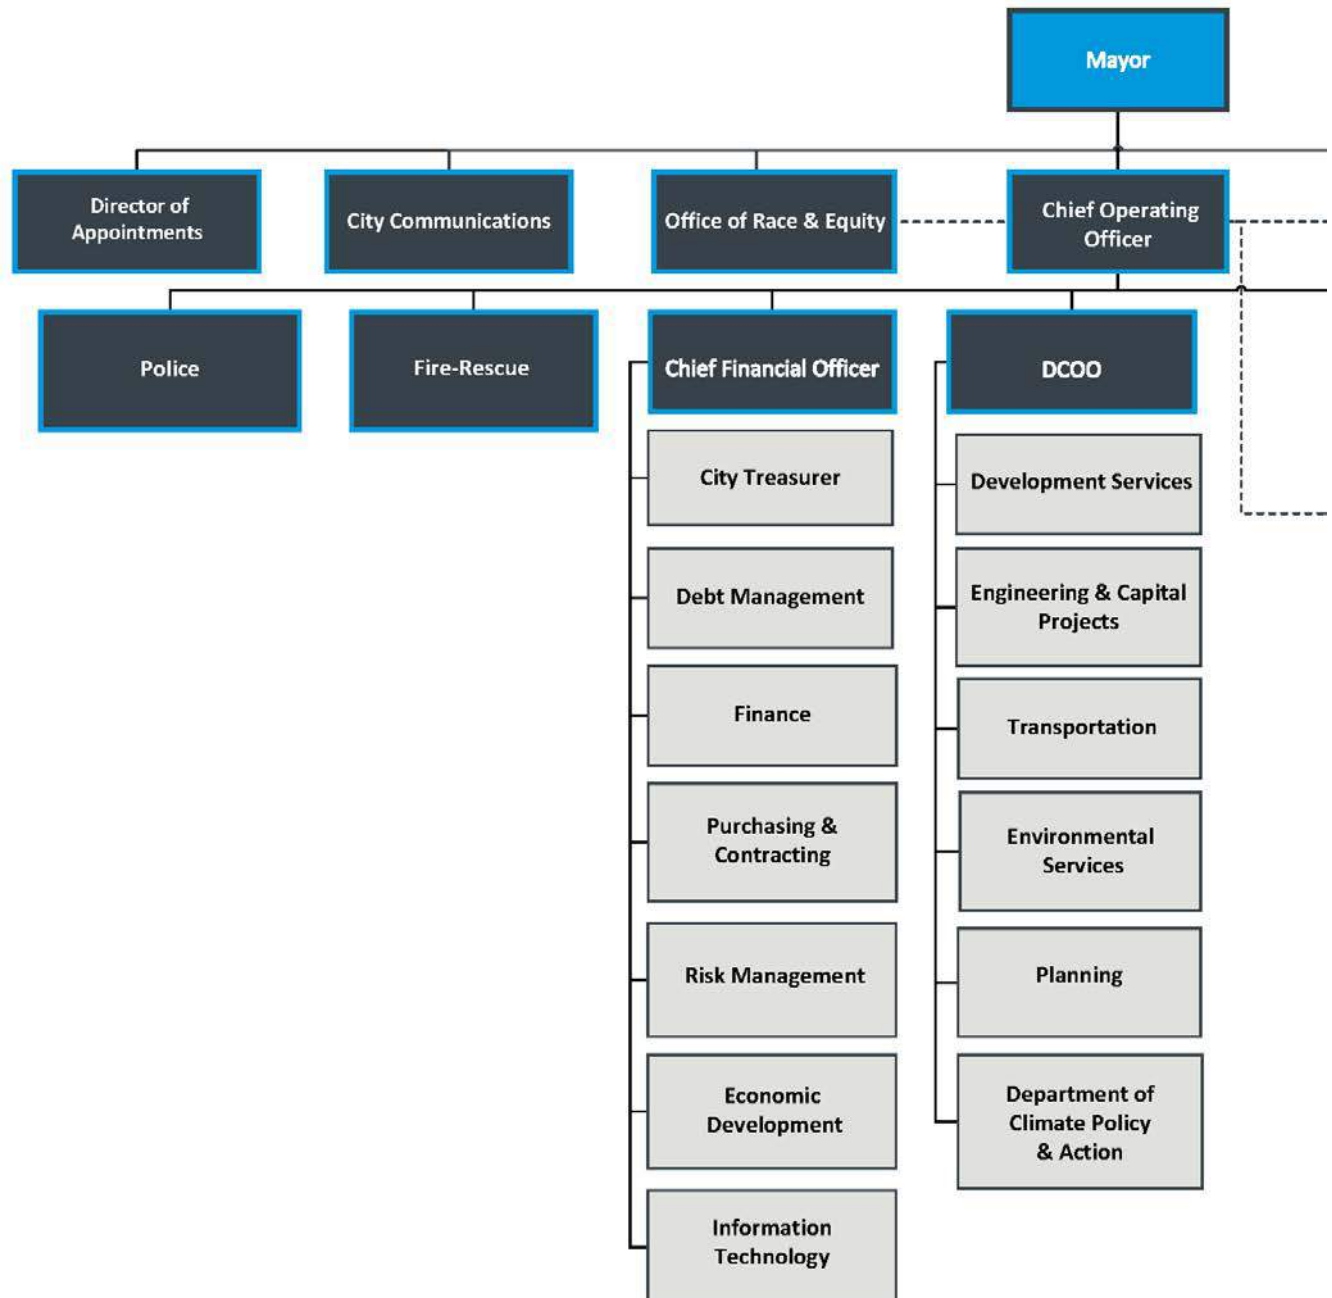 Mayor
Director of
Appointments
City Communications
Office of Race & Equity
Chief Operating
Officer
Police
Fire-Rescue
Chief Financial Officer
DCOO
City Treasurer
Debt Management
Finance
Purchasing &
Contracting
Risk Management
Economic
Development
Information
Technology
Development Services
Engineering & Capital
Projects
Transportation
Environmental
Services
Planning
Department of
Climate Policy
& Action